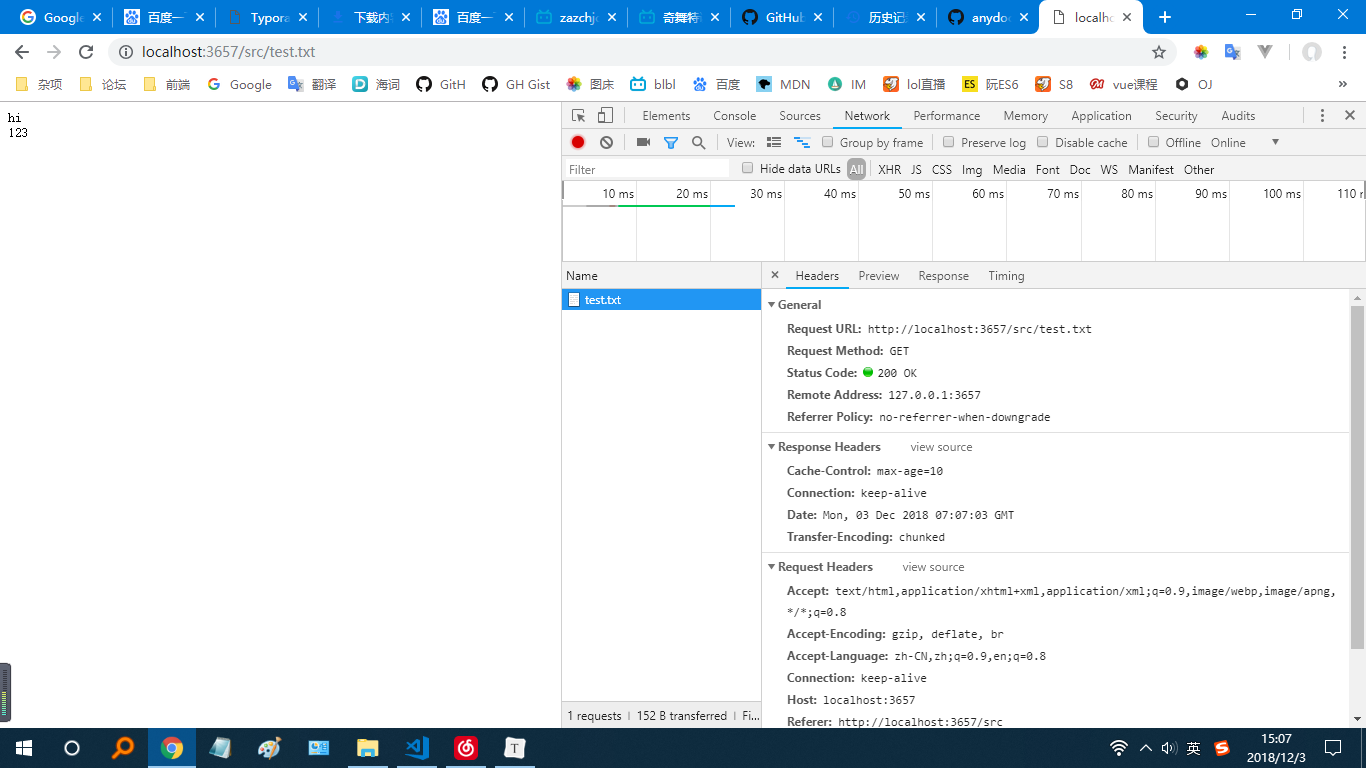 Google
百度一
Typora
下载内
百度一
zazchjo
奇舞特
GitHub
历史记
anydo
localho
localhost:3657/src/test.txt
杂项 论坛 前端 Google 翻译 海词 GitH GH Gist 图床 blbl 百度 MDN IM lol直播 ES 阮ES6 S8 vue课程 OJ
hi
123
Elements Console Sources Network Performance Memory Application Security Audits
View: Group by frame Preserve log Disable cache Offline Online
Filter Hide data URLs All XHR JS CSS Img Media Font Doc WS Manifest Other
10 ms 20 ms 30 ms 40 ms 50 ms 60 ms 70 ms 80 ms 90 ms 100 ms 110
Name
test.txt
Headers Preview Response Timing
General
Request URL: http://localhost:3657/src/test.txt
Request Method: GET
Status Code: 200 OK
Remote Address: 127.0.0.1:3657
Referrer Policy: no-referrer-when-downgrade
Response Headers view source
Cache-Control: max-age=10
Connection: keep-alive
Date: Mon, 03 Dec 2018 07:07:03 GMT
Transfer-Encoding: chunked
Request Headers view source
Accept: text/html,application/xhtml+xml,application/xml;q=0.9,image/webp,image/apng,
*/*;q=0.8
Accept-Encoding: gzip, deflate, br
Accept-Language: zh-CN,zh;q=0.9,en;q=0.8
Connection: keep-alive
Host: localhost:3657
Referer: http://localhost:3657/src
1 requests | 152 B transferred | Fi...
T
英
15:07
2018/12/3